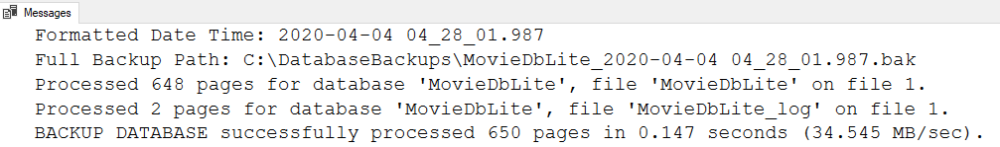 Messages
Formatted Date Time: 2020-04-04 04_28_01.987
Full Backup Path: C:\DatabaseBackups\MovieDbLite_2020-04-04 04_28_01.987.bak
Processed 648 pages for database 'MovieDbLite', file 'MovieDbLite' on file 1.
Processed 2 pages for database 'MovieDbLite', file 'MovieDbLite_log' on file 1.
BACKUP DATABASE successfully processed 650 pages in 0.147 seconds (34.545 MB/sec).